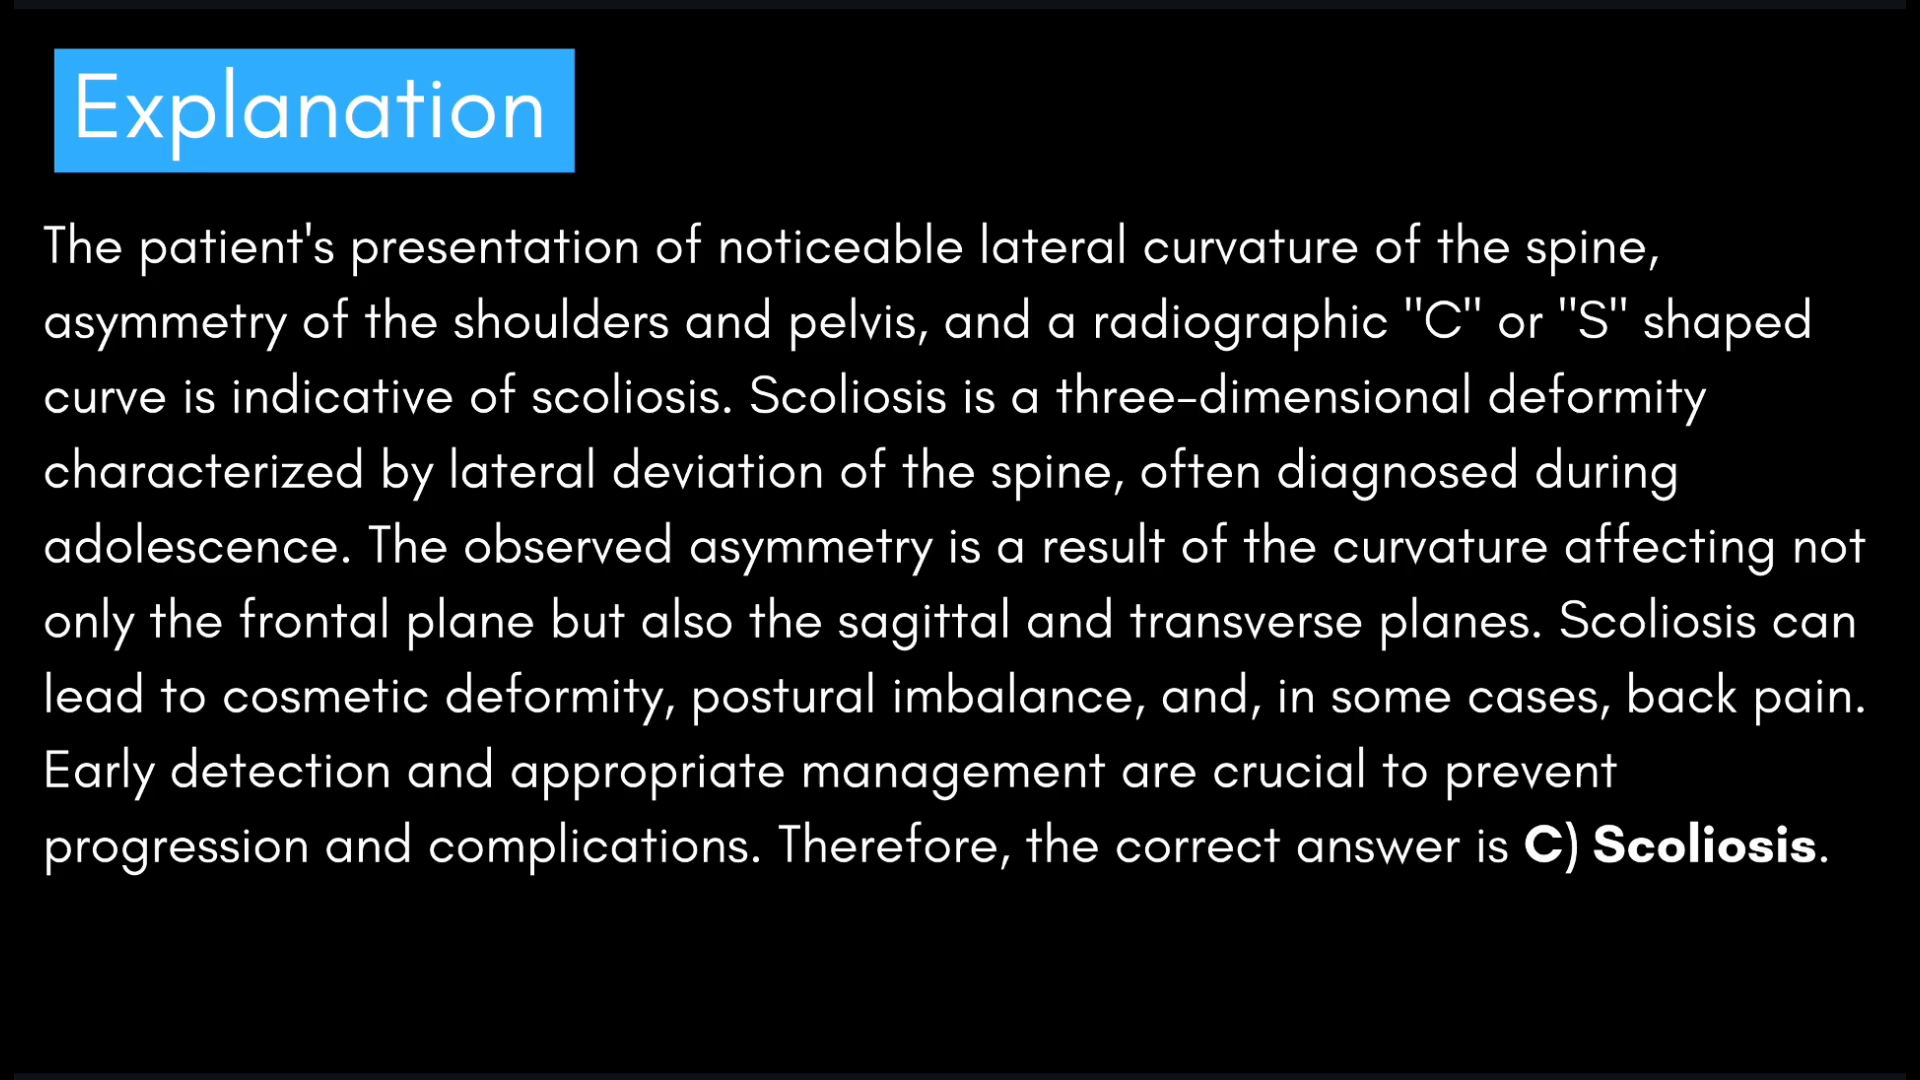 Explanation
The patient's presentation of noticeable lateral curvature of the spine,
asymmetry of the shoulders and pelvis, and a radiographic "C" or "S" shaped
curve is indicative of scoliosis. Scoliosis is a three-dimensional deformity
characterized by lateral deviation of the spine, often diagnosed during
adolescence. The observed asymmetry is a result of the curvature affecting not
only the frontal plane but also the sagittal and transverse planes. Scoliosis can
lead to cosmetic deformity, postural imbalance, and, in some cases, back pain.
Early detection and appropriate management are crucial to prevent
progression and complications. Therefore, the correct answer is C) Scoliosis.